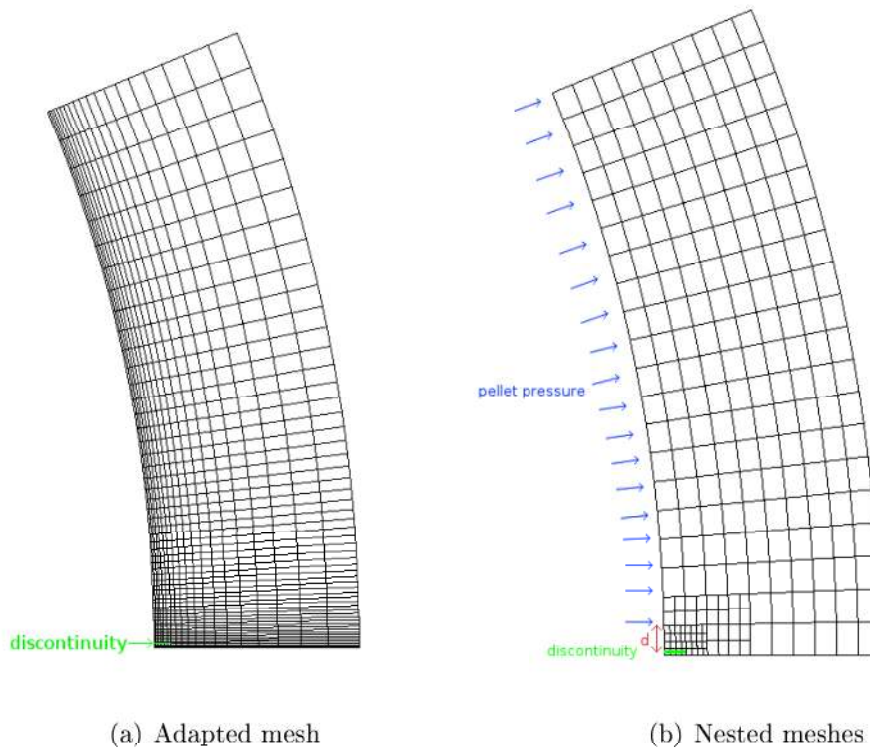 pellet pressure
discontinuity
d
discontinuity
(a) Adapted mesh
(b) Nested meshes